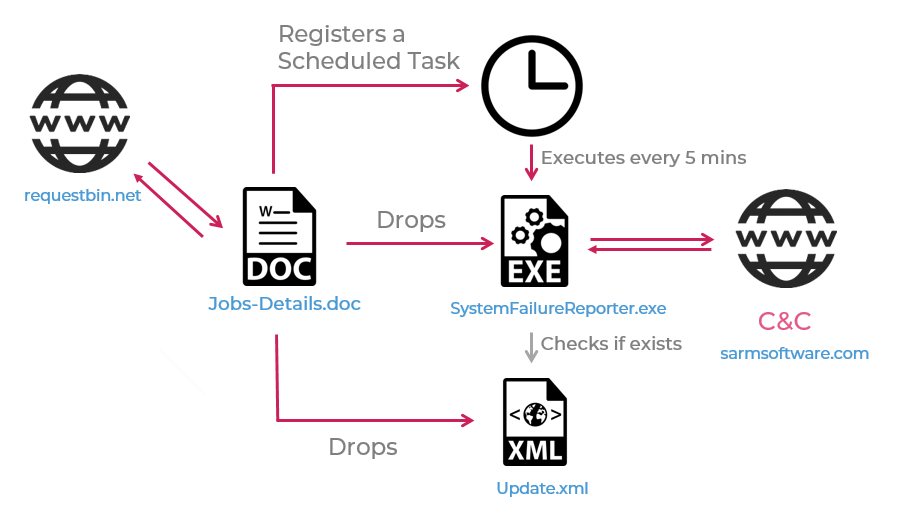 Registers a
Scheduled Task
WWW
requestbin.net
Executes every 5 mins
W
DOC
Jobs-Details.doc
Drops
EXE
SystemFailureReporter.exe
WWW
C&C
sarmsoftware.com
Checks if exists
Drops
< >
XML
Update.xml